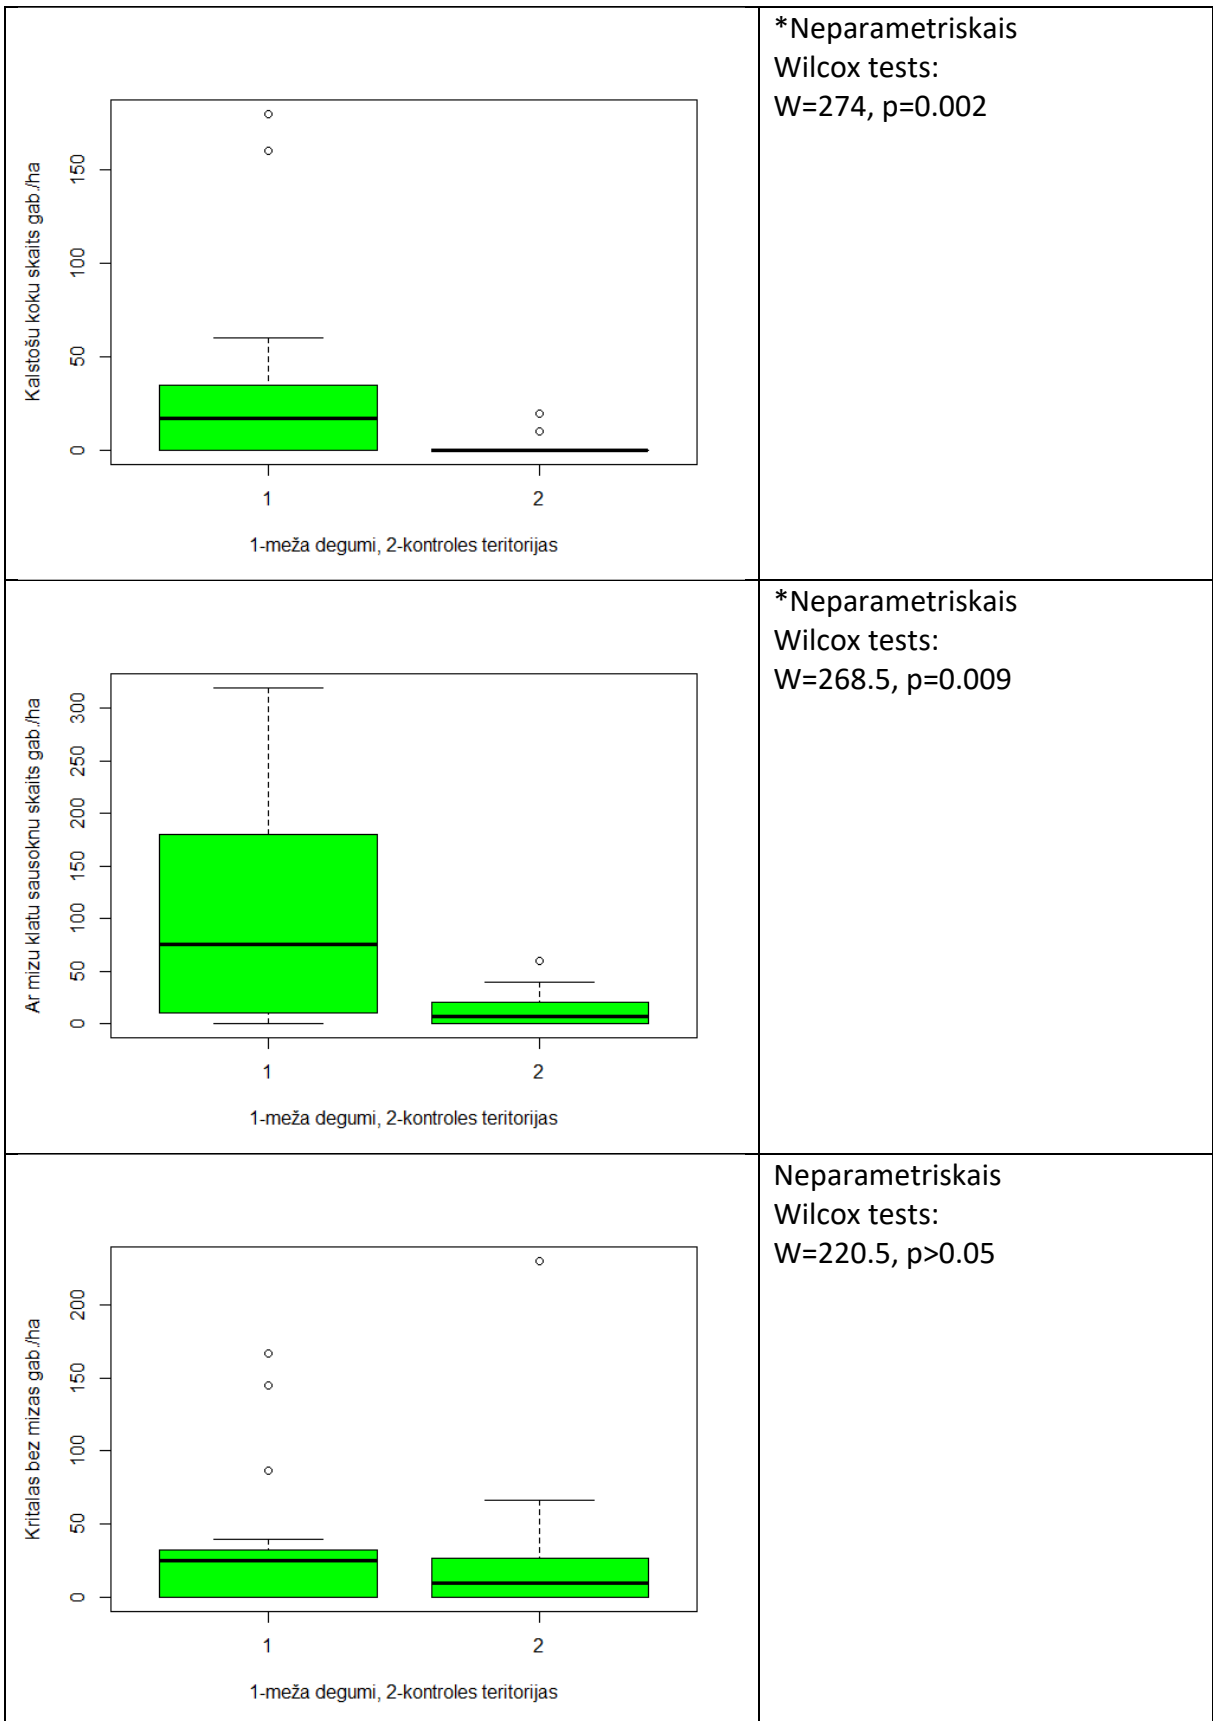 *Neparametriskais
Wilcox tests:
W=274, p=0.002
Kalstošu koku skaits gab./ha
150
100
50
0
1
2
1-meža degumi, 2-kontroles teritorijas
*Neparametriskais
Wilcox tests:
W=268.5, p=0.009
Ar mizu klatu sausoknu skaits gab./ha
300
250
200
150
100
50
0
1
2
1-meža degumi, 2-kontroles teritorijas
Neparametriskais
Wilcox tests:
W=220.5, p>0.05
Kritalas bez mizas gab./ha
200
150
100
50
0
1
2
1-meža degumi, 2-kontroles teritorijas